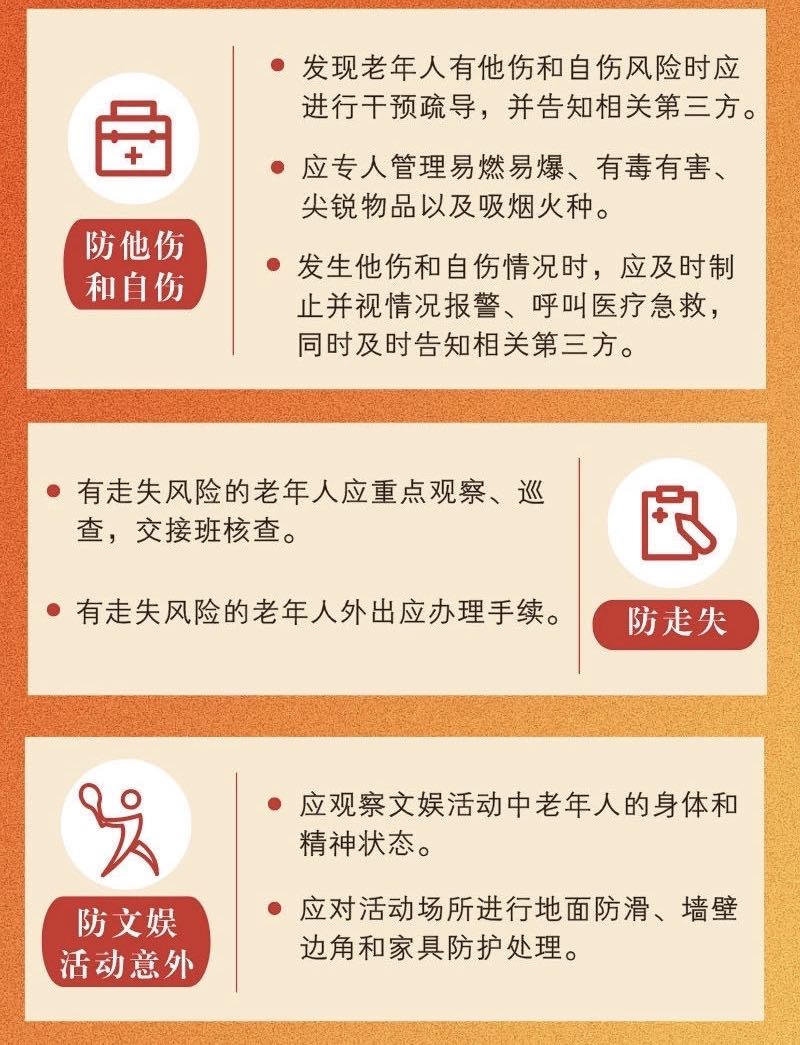 防他伤
和自伤
发现老年人有他伤和自伤风险时应
进行干预疏导，并告知相关第三方。
应专人管理易燃易爆、有毒有害、
尖锐物品以及吸烟火种。
发生他伤和自伤情况时，应及时制
止并视情况报警、呼叫医疗急救，
同时及时告知相关第三方。
有走失风险的老年人应重点观察、巡
查，交接班核查。
有走失风险的老年人外出应办理手续。
防走失
防文娱
活动意外
应观察文娱活动中老年人的身体和
精神状态。
应对活动场所进行地面防滑、墙壁
边角和家具防护处理。